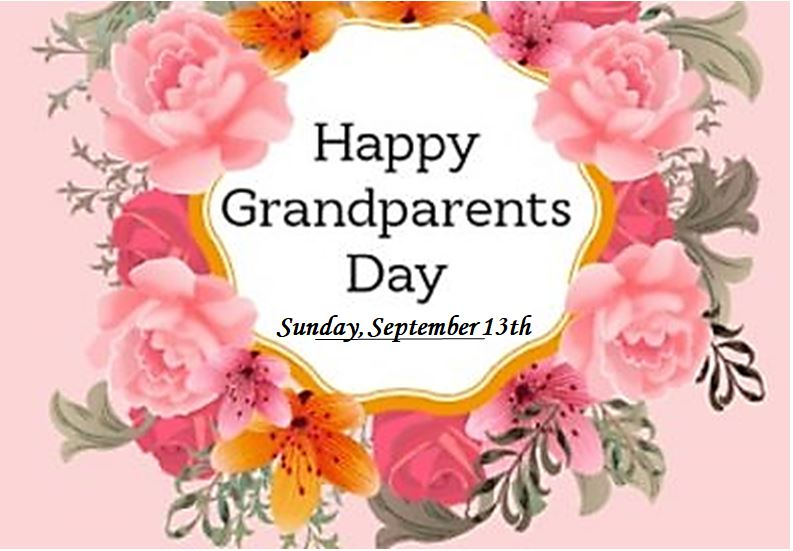 Happy
Grandparents
Day
Sunday, September 13th